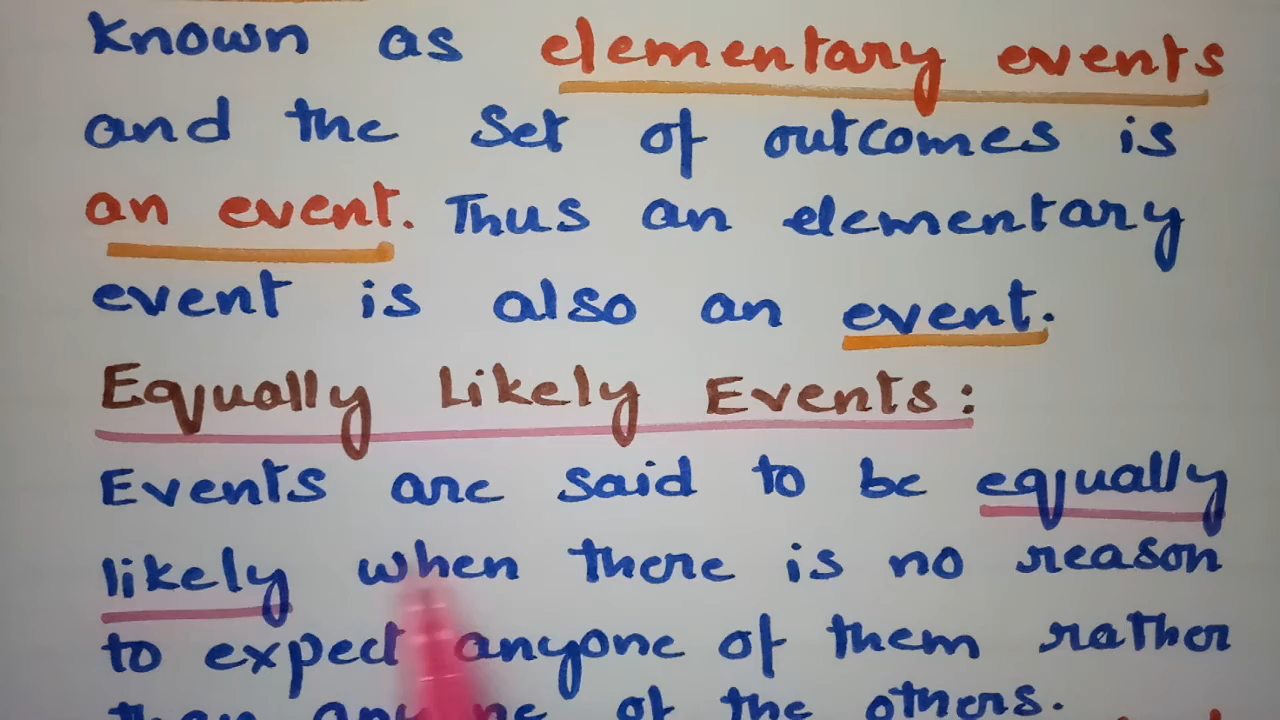 Known as elementary events
and the set of outcomes is
an event. Thus an elementary
event is also an event.
Equally Likely Events:
Events are said to be equally
likely when there is no reason
to expect anyone of them rather
than of the others.